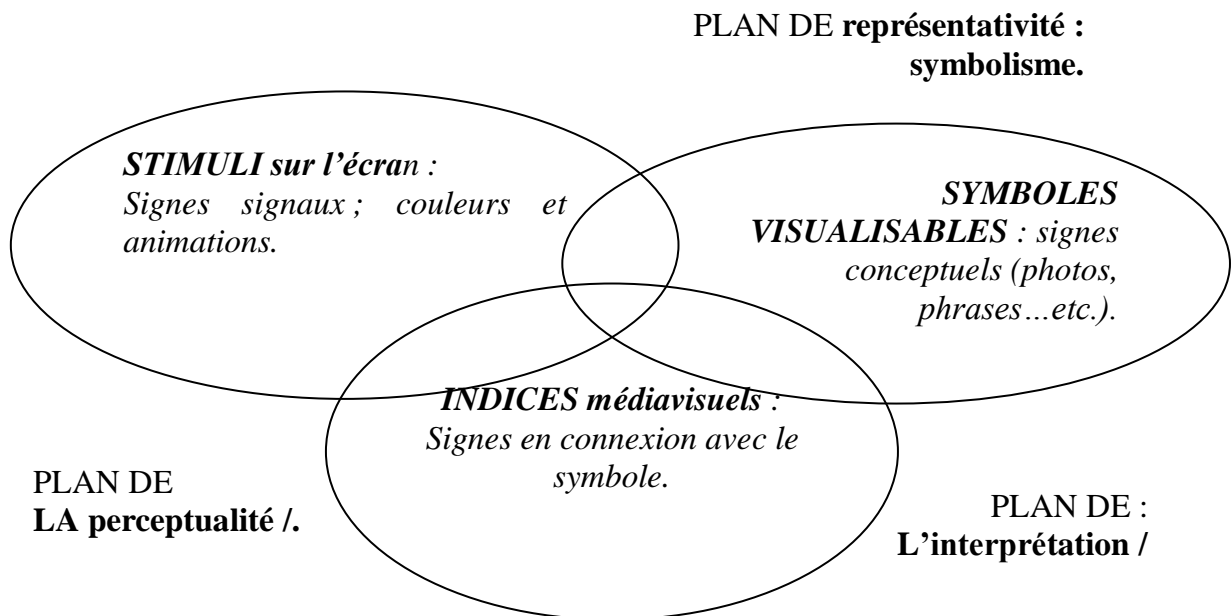 PLAN DE représentativité :
symbolisme.
STIMULI sur l’écran :
Signes signaux ; couleurs et
animations.
SYMBOLES
VISUALISABLES : signes
conceptuels (photos,
phrases…etc.).
INDICES médiavisuels :
Signes en connexion avec le
symbole.
PLAN DE
LA perceptualité /.
PLAN DE :
L’interprétation /